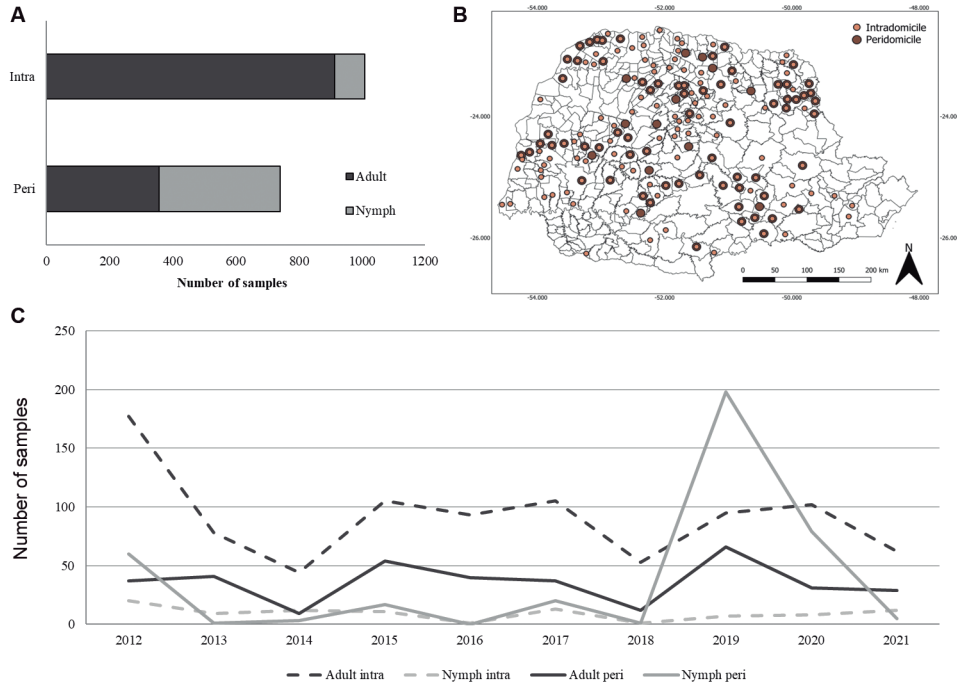 A
Intra
Peri
Adult
Nymph
0 200 400 600 800 1000 1200
Number of samples
B
-54.000 -52.000 -50.000 -48.000
Intradomicile
Peridomicile
-24.000 -24.000
-26.000 -26.000
N
0 50 100 150 200 km
-54.000 -52.000 -50.000 -48.000
C
Number of samples
250
200
150
100
50
0
2012 2013 2014 2015 2016 2017 2018 2019 2020 2021
Adult intra Nymph intra Adult peri Nymph peri